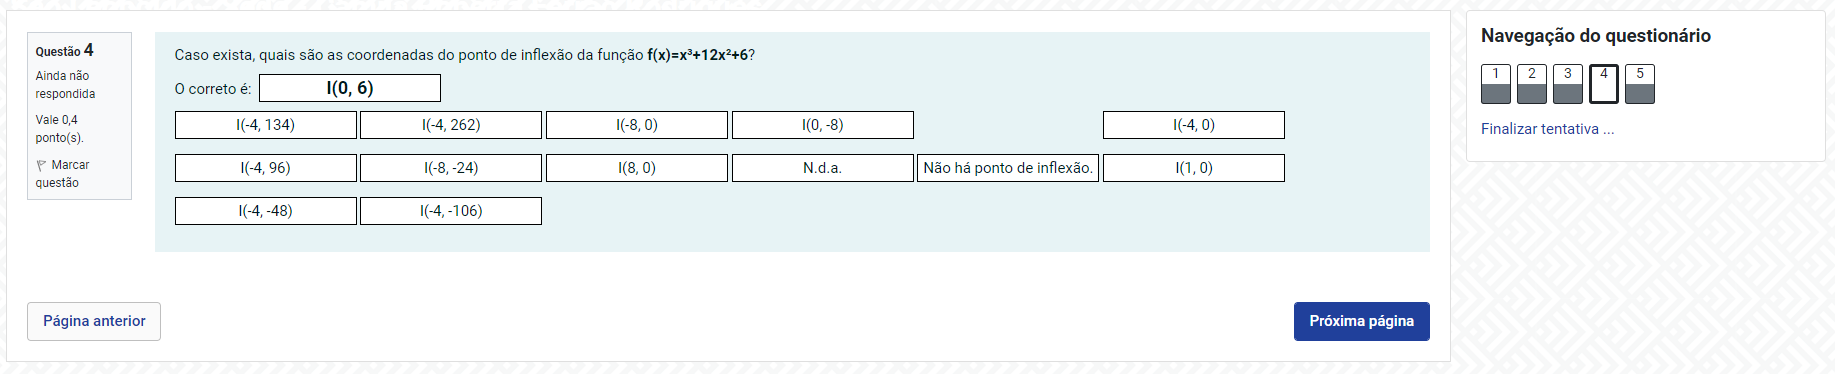 Questão 4
Ainda não
respondida
Vale 0,4
ponto(s).
Marcar
questão
Caso exista, quais são as coordenadas do ponto de inflexão da função f(x)=x³+12x²+6?
O correto é: I(0, 6)
I(-4, 134) I(-4, 262) I(-8, 0) I(0, -8) I(-4, 0)
I(-4, 96) I(-8, -24) I(8, 0) N.d.a. Não há ponto de inflexão. I(1, 0)
I(-4, -48) I(-4, -106)
Página anterior
Próxima página
Navegação do questionário
1 2 3 4 5
Finalizar tentativa ...